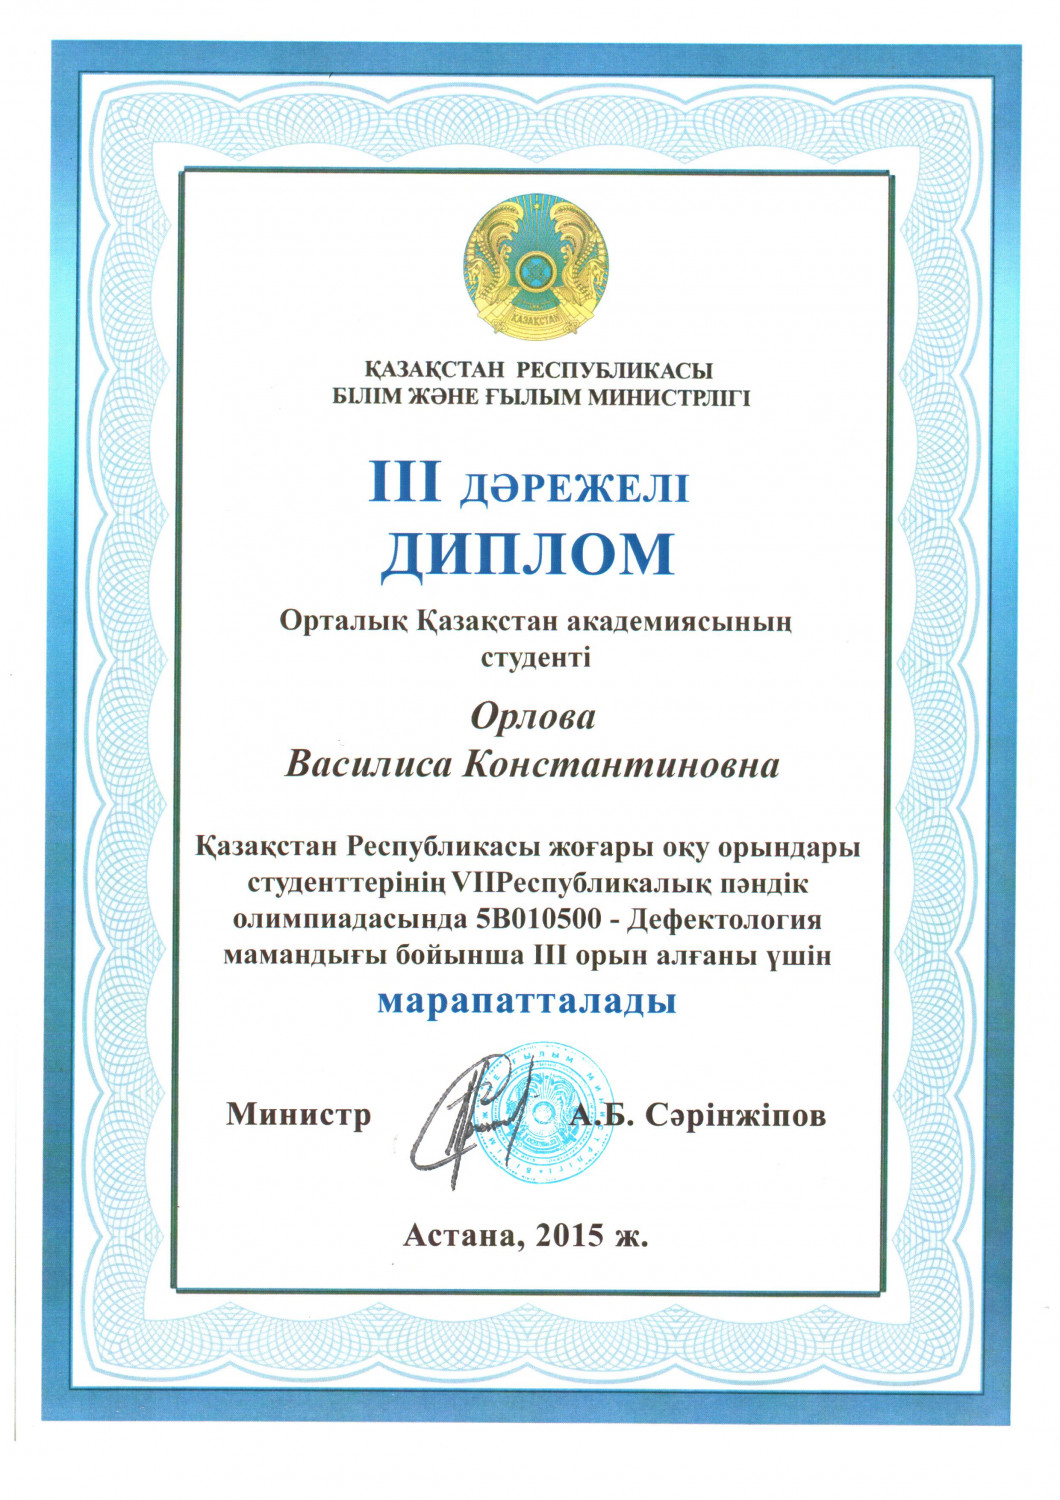 ҚАЗАҚСТАН
ҚАЗАҚСТАН РЕСПУБЛИКАСЫ
БІЛІМ ЖӘНЕ ҒЫЛЫМ МИНИСТРЛІГІ
III ДӘРЕЖЕЛІ
ДИПЛОМ
Орталық Қазақстан академиясының
студенті
Орлова
Василиса Константиновна
Қазақстан Республикасы жоғары оқу орындары
студенттерінің VIIРеспубликалық пәндік
олимпиадасында 5В010500 - Дефектология
мамандығы бойынша III орын алғаны үшін
марапатталады
Министр А.Б. Сәрінжіпов
Астана, 2015 ж.